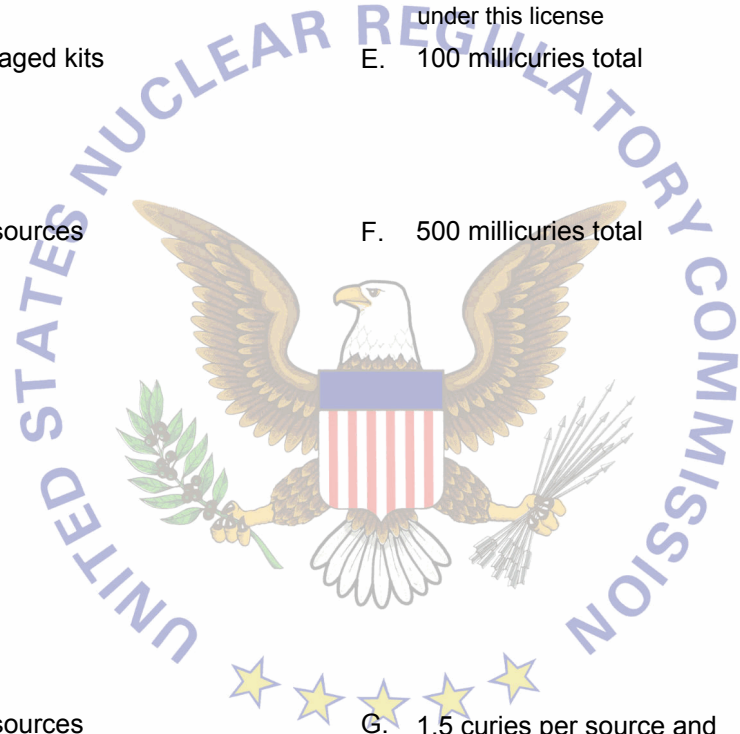 under this license
aged kits E. 100 millicuries total
sources F. 500 millicuries total
sources G. 1.5 curies per source and
UNITED STATES NUCLEAR REGULATORY COMMISSION